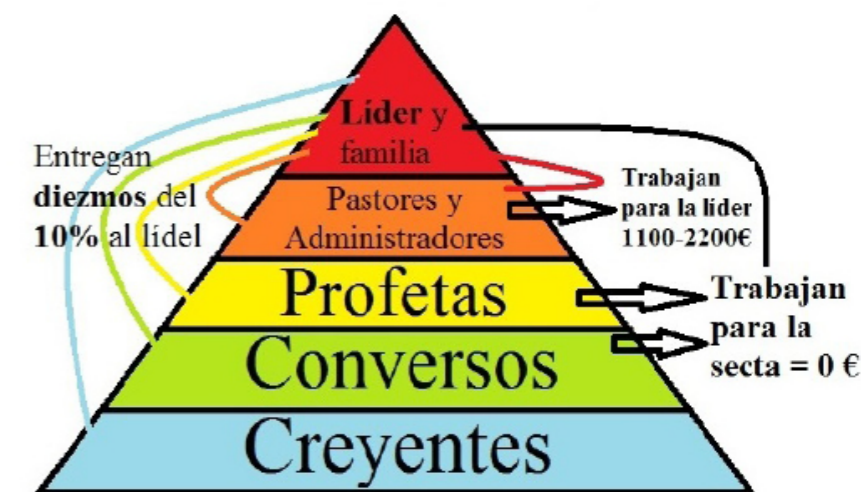 Líder y
familia
Entregan
diezmos del
10% al lídel
Pastores y
Administradores
Trabajan
para la líder
1100-2200€
Profetas
Trabajan
para la
secta = 0 €
Conversos
Creyentes